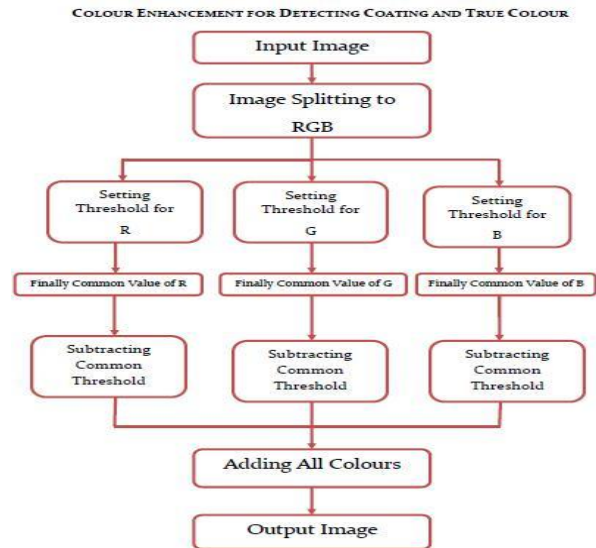 COLOUR ENHANCEMENT FOR DETECTING COATING AND TRUE COLOUR
Input Image
Image Splitting to
RGB
Setting
Threshold for
R
Setting
Threshold for
G
Setting
Threshold for
B
Finally Common Value of R
Finally Common Value of G
Finally Common Value of B
Subtracting
Common
Threshold
Subtracting
Common
Threshold
Subtracting
Common
Threshold
Adding All Colours
Output Image